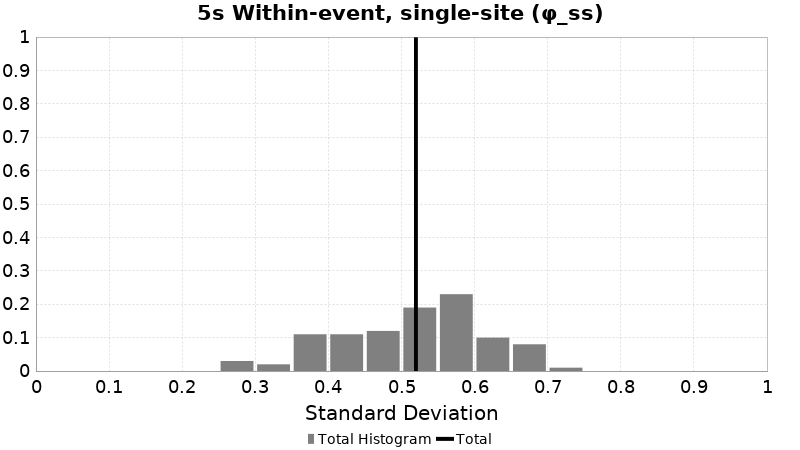 5s Within-event, single-site (φ_ss)
1
0.9
0.8
0.7
0.6
0.5
0.4
0.3
0.2
0.1
0
0 0.1 0.2 0.3 0.4 0.5 0.6 0.7 0.8 0.9 1
Standard Deviation
Total Histogram Total